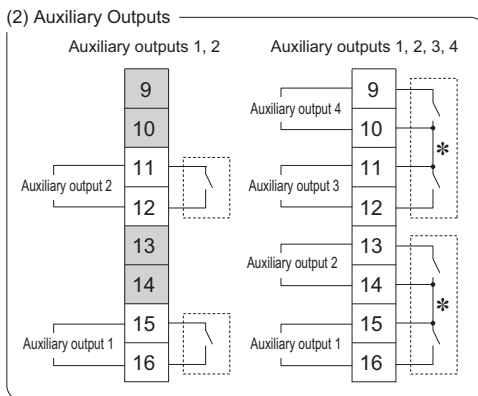 (2) Auxiliary Outputs
Auxiliary outputs 1, 2
9
10
11
12
13
14
15
16
Auxiliary output 2
Auxiliary output 1
Auxiliary outputs 1, 2, 3, 4
9
10
11
12
13
14
15
16
Auxiliary output 4
Auxiliary output 3
Auxiliary output 2
Auxiliary output 1
*
*